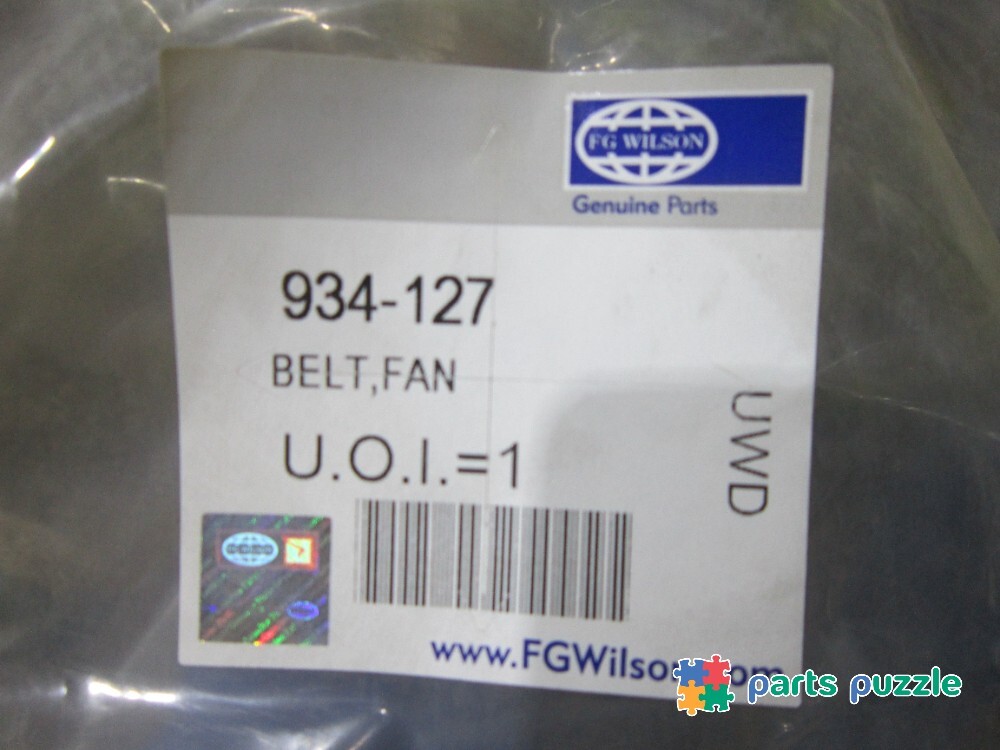 FG WILSON
Genuine Parts
934-127
BELT,FAN
U.O.I.=1
UWD
www.FGWilson.com
parts puzzle